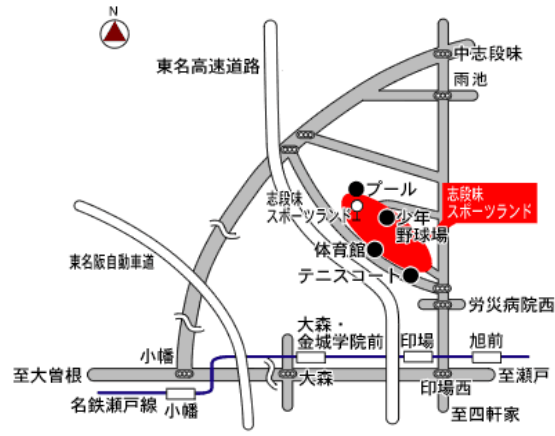 N
東名高速道路
中志段味
雨池
プール
志段味
スポーツランド
志段味
スポーツランド
少年
野球場
体育館
テニスコート
東名阪自動車道
労災病院西
大森・
金城学院前
印場
旭前
小幡
至大曽根
大森
印場西
至瀬戸
名鉄瀬戸線
小幡
至四軒家